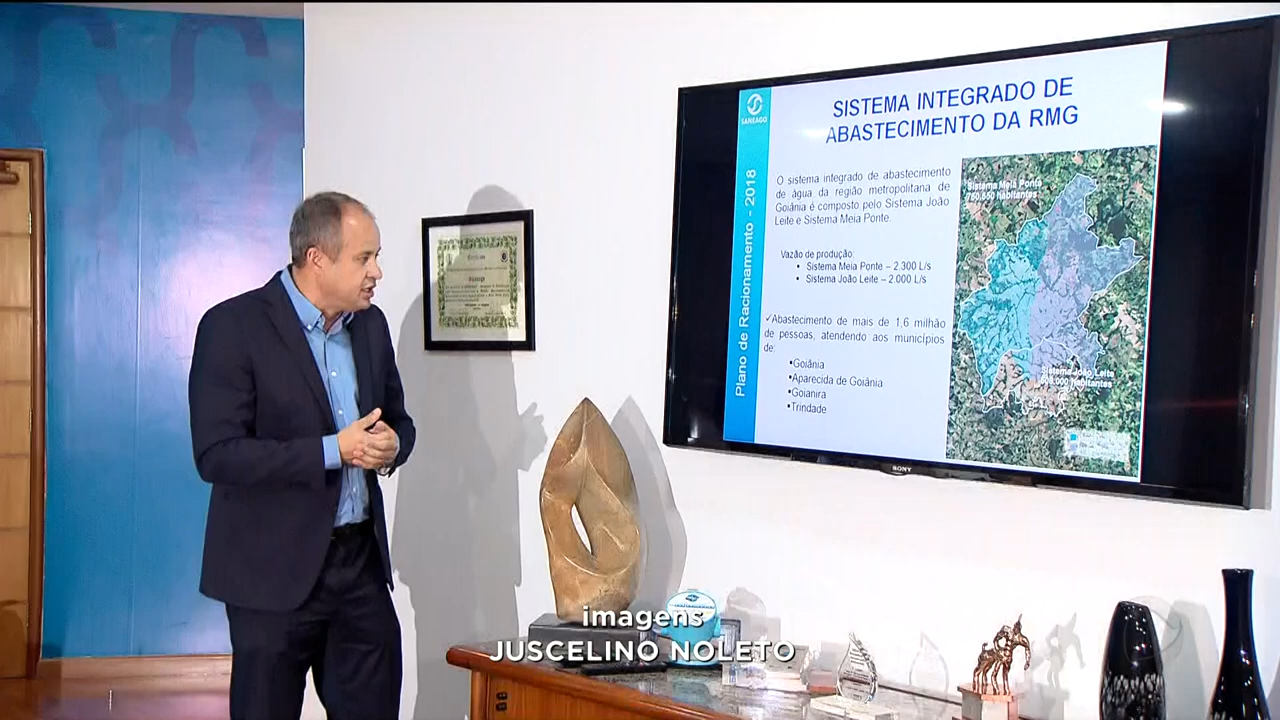 SANEAGO
Plano de Racionamento - 2018
SISTEMA INTEGRADO DE
ABASTECIMENTO DA RMG
O sistema integrado de abastecimento
de água da região metropolitana de
Goiânia é composto pelo Sistema João
Leite e Sistema Meia Ponte.
Vazão de produção:
• Sistema Meia Ponte – 2.300 L/s
• Sistema João Leite – 2.000 L/s
✓Abastecimento de mais de 1,6 milhão
de pessoas, atendendo aos municípios
de:
•Goiânia
•Aparecida de Goiânia
•Goianira
•Trindade
Sistema Meia Ponte
habitantes
Sistema João Leite
habitantes
SONY
imagens
JUSCELINO NOLETO